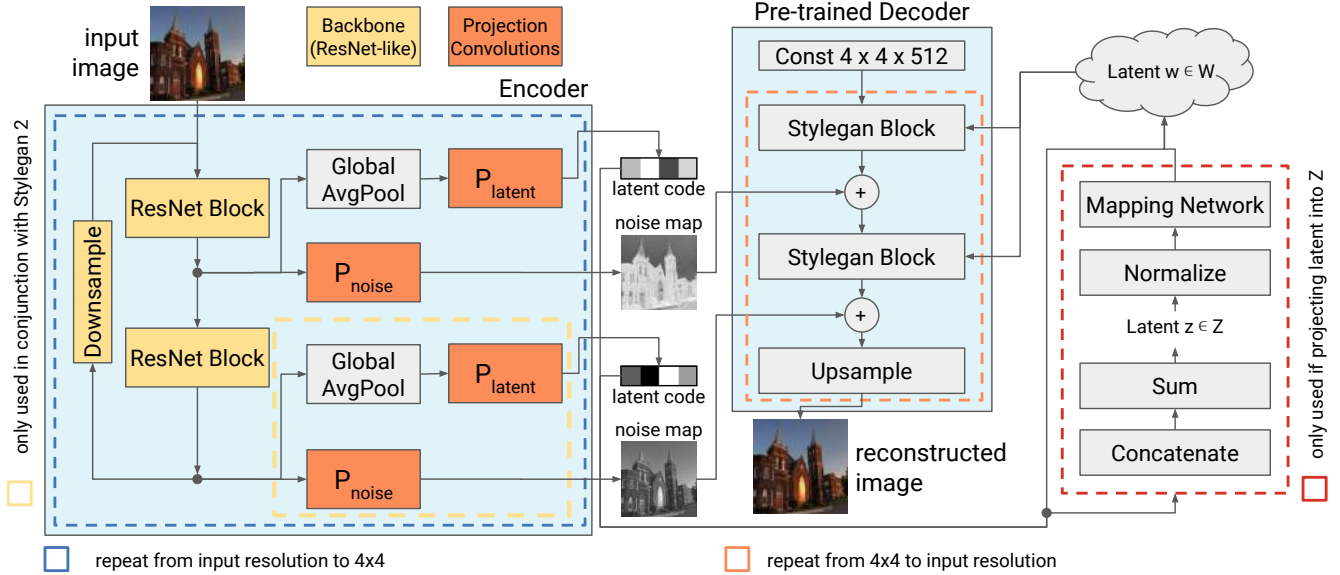 input
image
Backbone
(ResNet-like)
Projection
Convolutions
Pre-trained Decoder
Const 4 x 4 x 512
Encoder
Latent w ∈ W
only used in conjunction with Stylegan 2
Global
AvgPool
P latent
ResNet Block
latent code
Stylegan Block
+
Mapping Network
Downsample
noise map
P noise
Stylegan Block
Normalize
+
Latent z ∈ Z
ResNet Block
Global
AvgPool
P latent
latent code
Upsample
Sum
noise map
Concatenate
P noise
reconstructed
image
only used if projecting latent into Z
repeat from input resolution to 4x4
repeat from 4x4 to input resolution